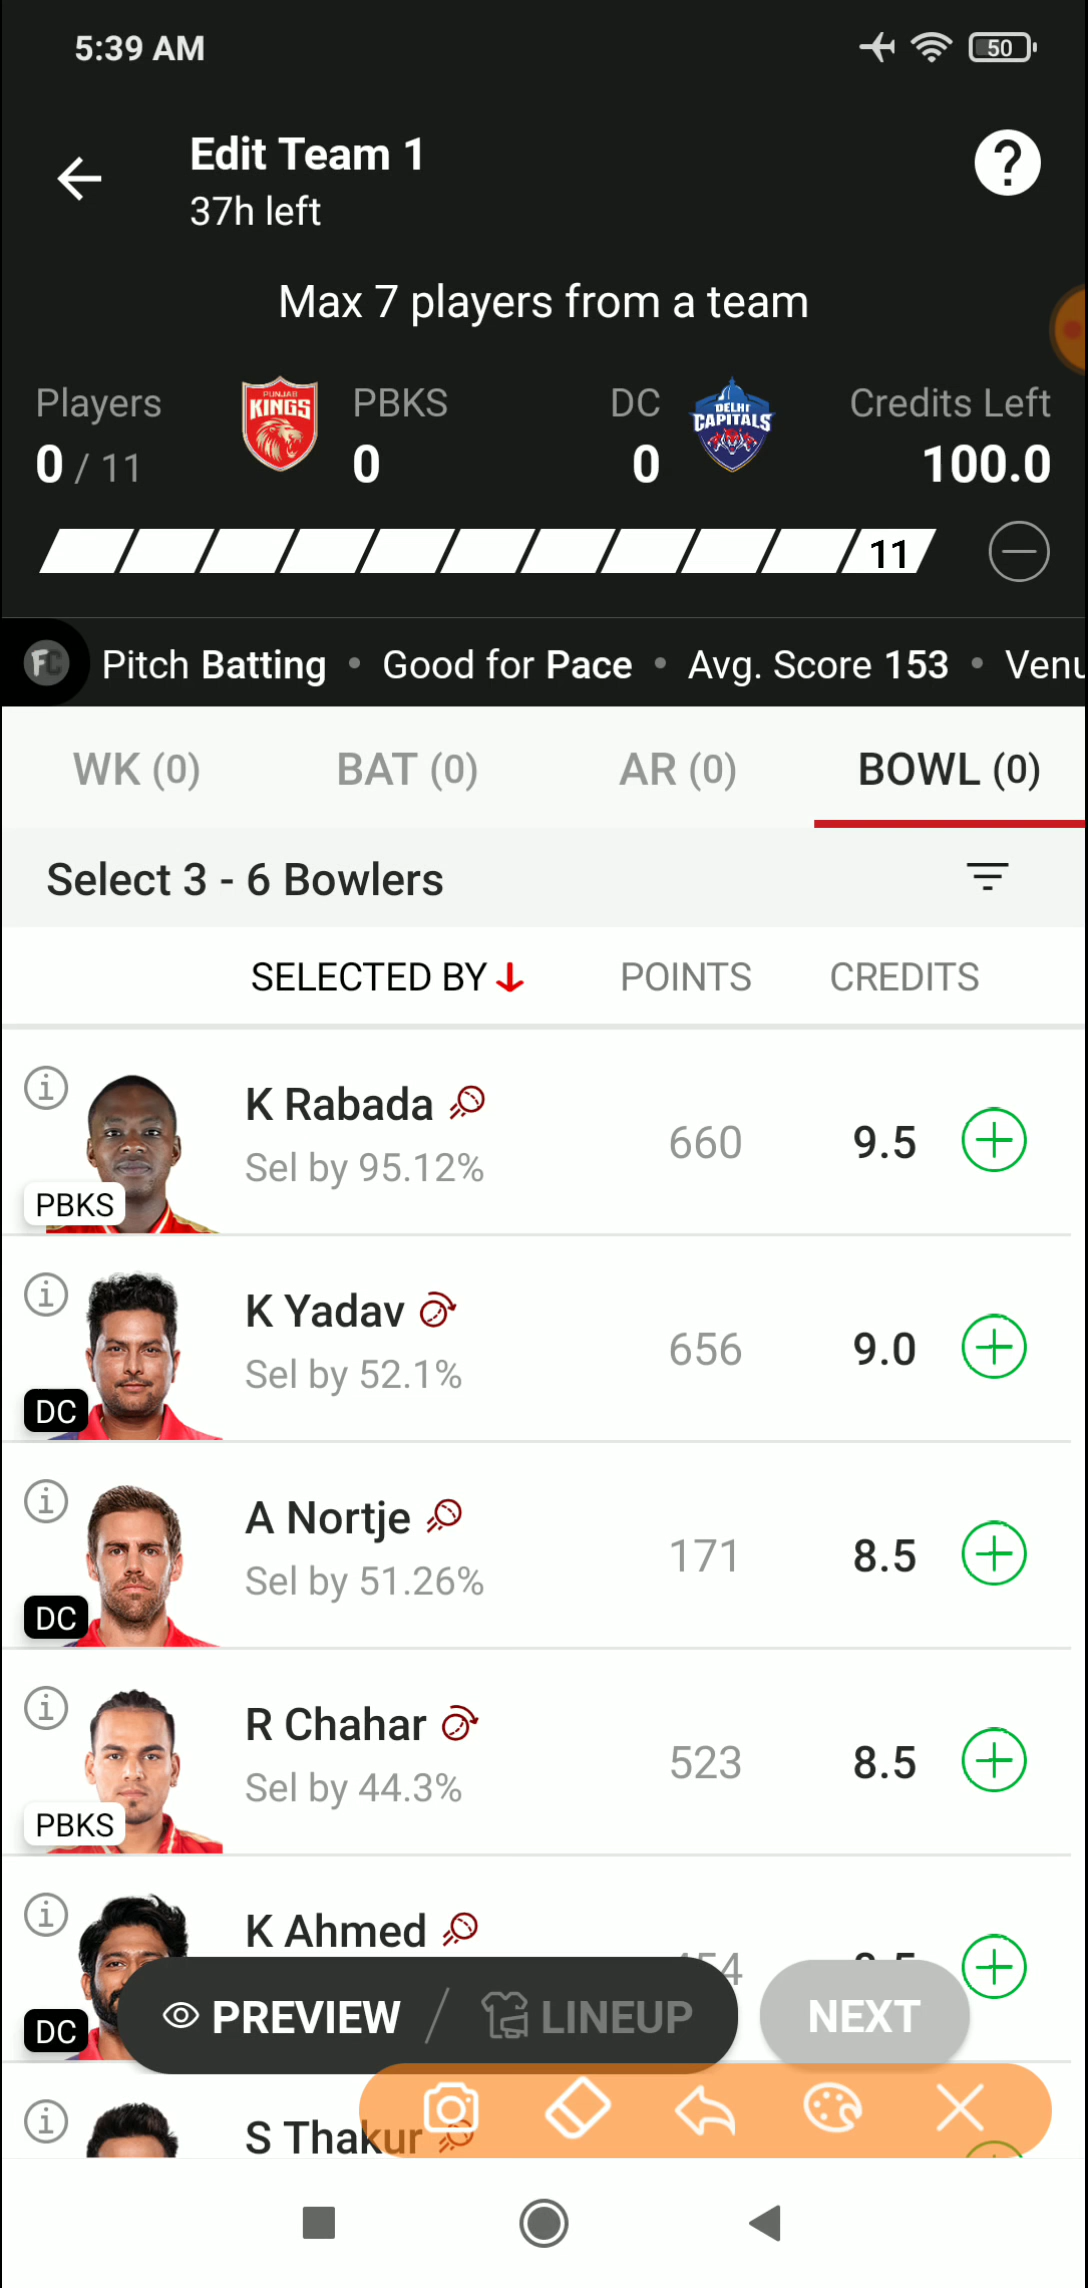 5:39 AM
50
Edit Team 1
37h left
?
Max 7 players from a team
Players
PUNJAB
KINGS
PBKS
DC
DELHI
CAPITALS
Credits Left
0 / 11
0
0
100.0
11
FC Pitch Batting • Good for Pace • Avg. Score 153 •
WK (0) BAT (0) AR (0) BOWL (0)
Select 3 - 6 Bowlers
SELECTED BY POINTS CREDITS
K Rabada
Sel by 95.12%
660 9.5
PBKS
K Yadav
Sel by 52.1%
656 9.0
DC
A Nortje
Sel by 51.26%
171 8.5
DC
R Chahar
Sel by 44.3%
523 8.5
PBKS
K Ahmed
DC
PREVIEW / LINEUP
NEXT
S Thakur